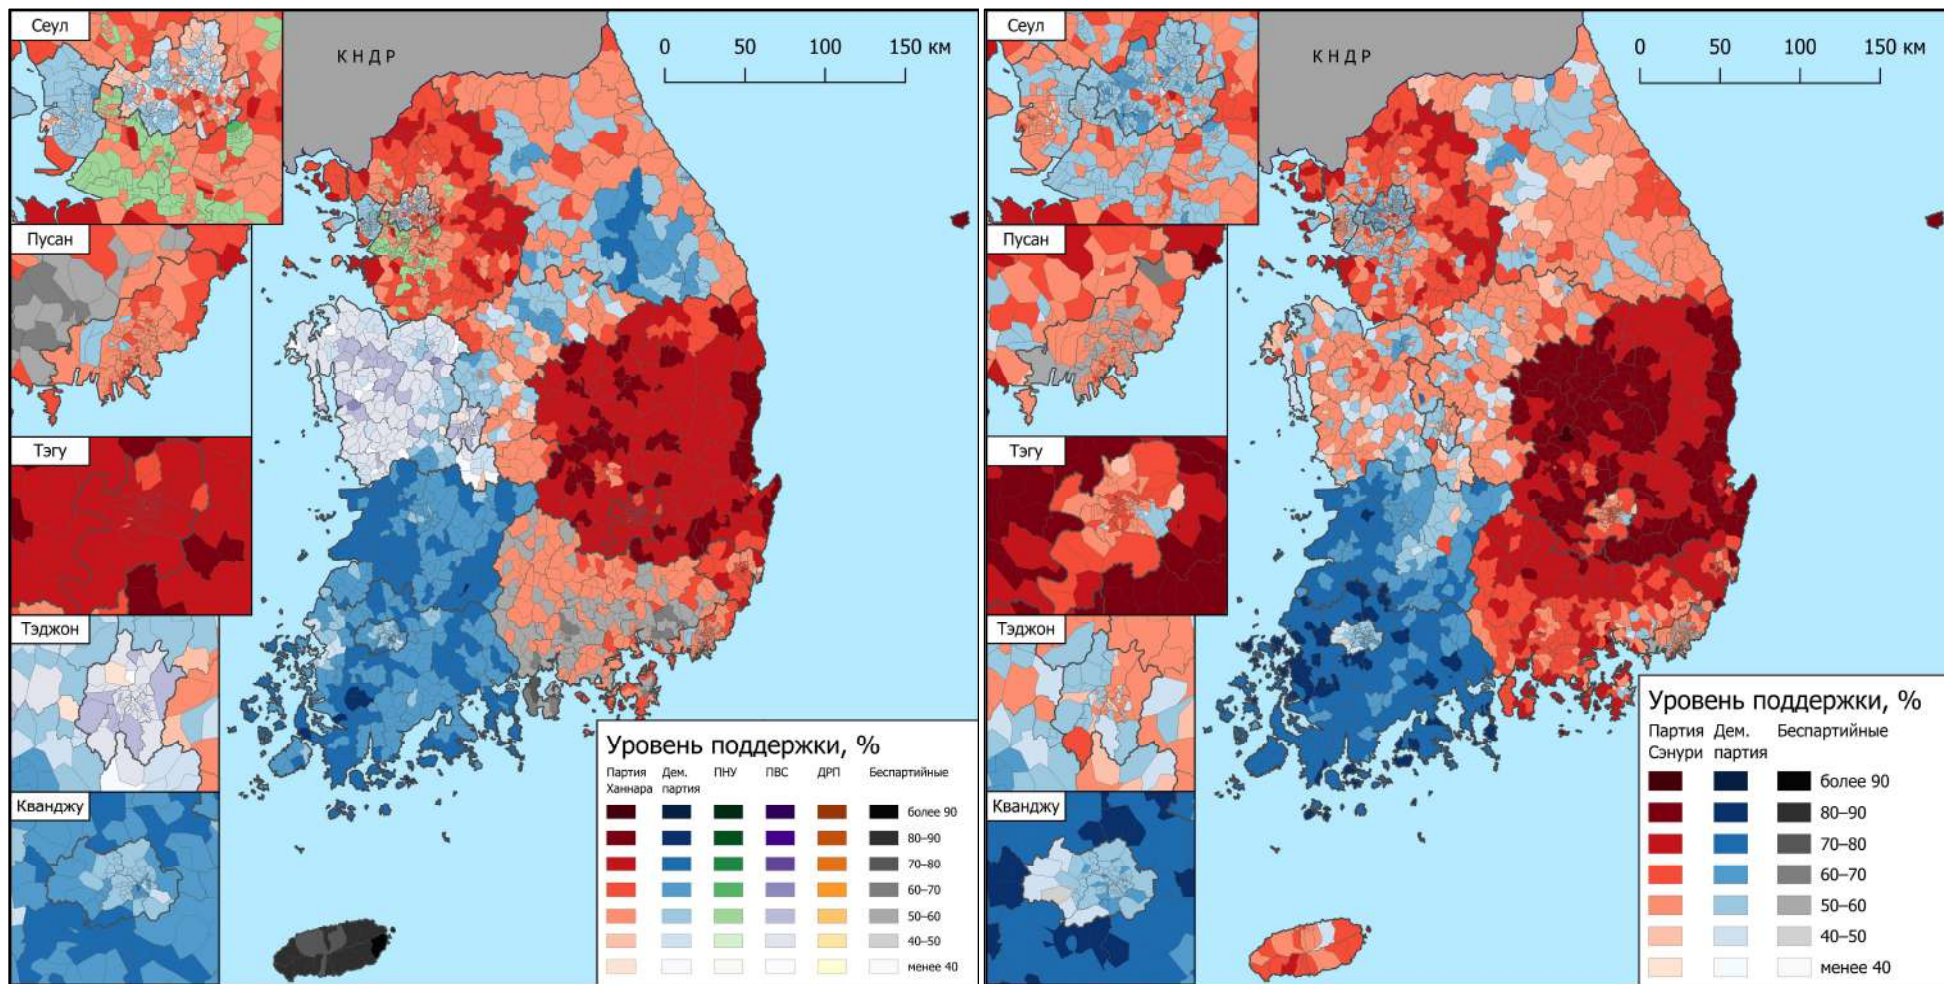 Сеул
КНДР
0 50 100 150 км
Пусан
Тэгу
Тэджон
Кванджу
Уровень поддержки, %
Партия Ханнара
Дем. партия
ПНУ
ПВС
ДРП
Беспартийные
более 90
80–90
70–80
60–70
50–60
40–50
менее 40
Сеул
КНДР
0 50 100 150 км
Пусан
Тэгу
Тэджон
Кванджу
Уровень поддержки, %
Партия Сэнури
Дем. партия
Беспартийные
более 90
80–90
70–80
60–70
50–60
40–50
менее 40